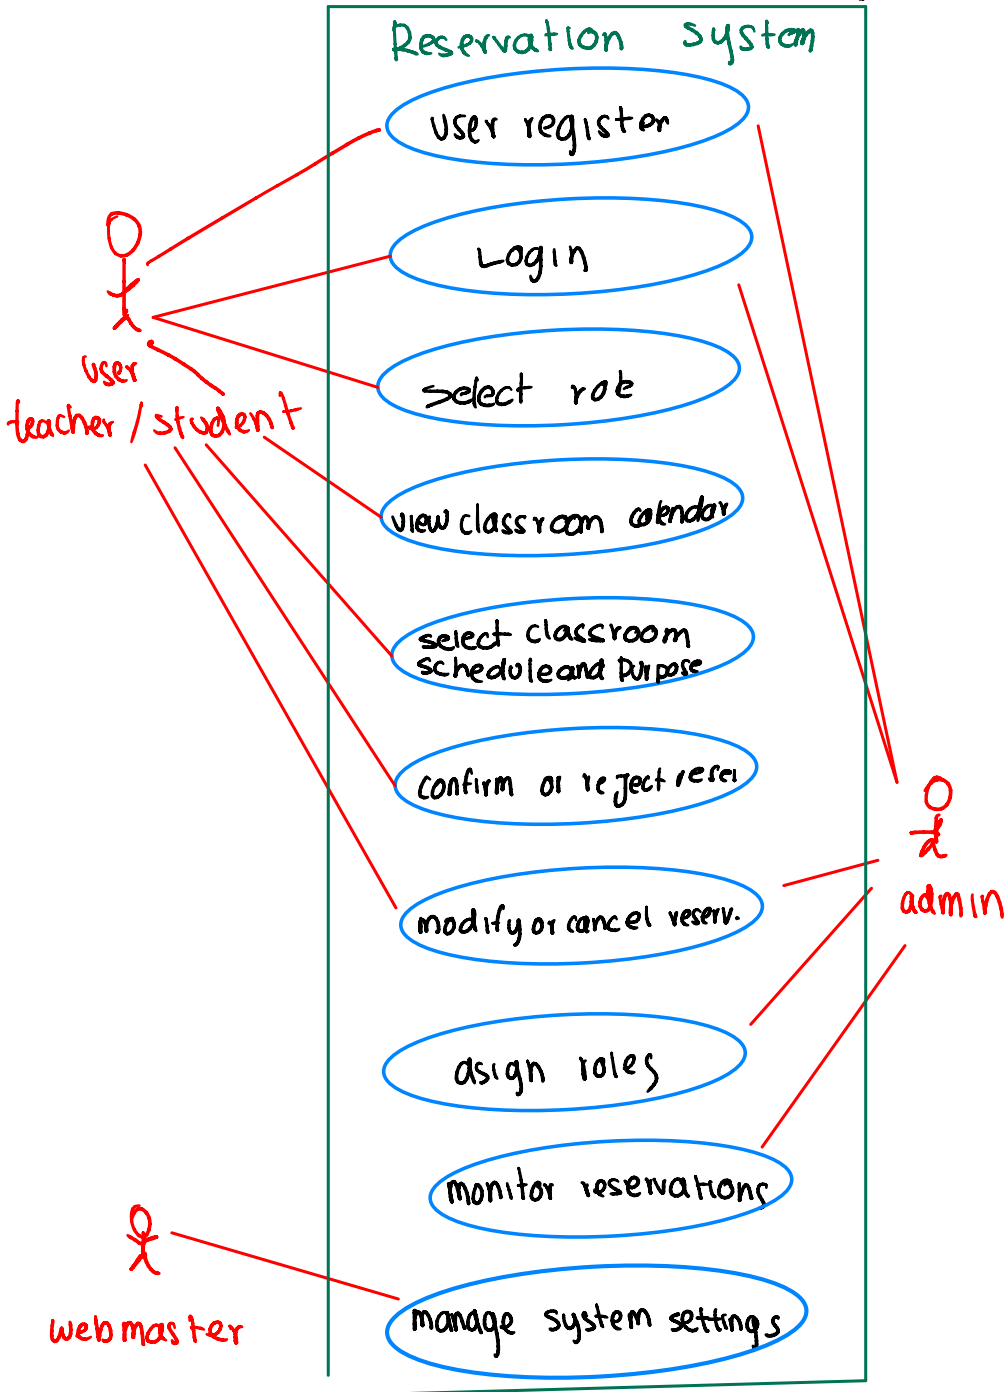 Reservation System
user register
Login
select role
user
teacher / student
view classroom calendar
select classroom
schedule and Purpose
confirm or reject reser
modify or cancel reserv.
admin
asign roles
monitor reservations
webmaster
manage system settings